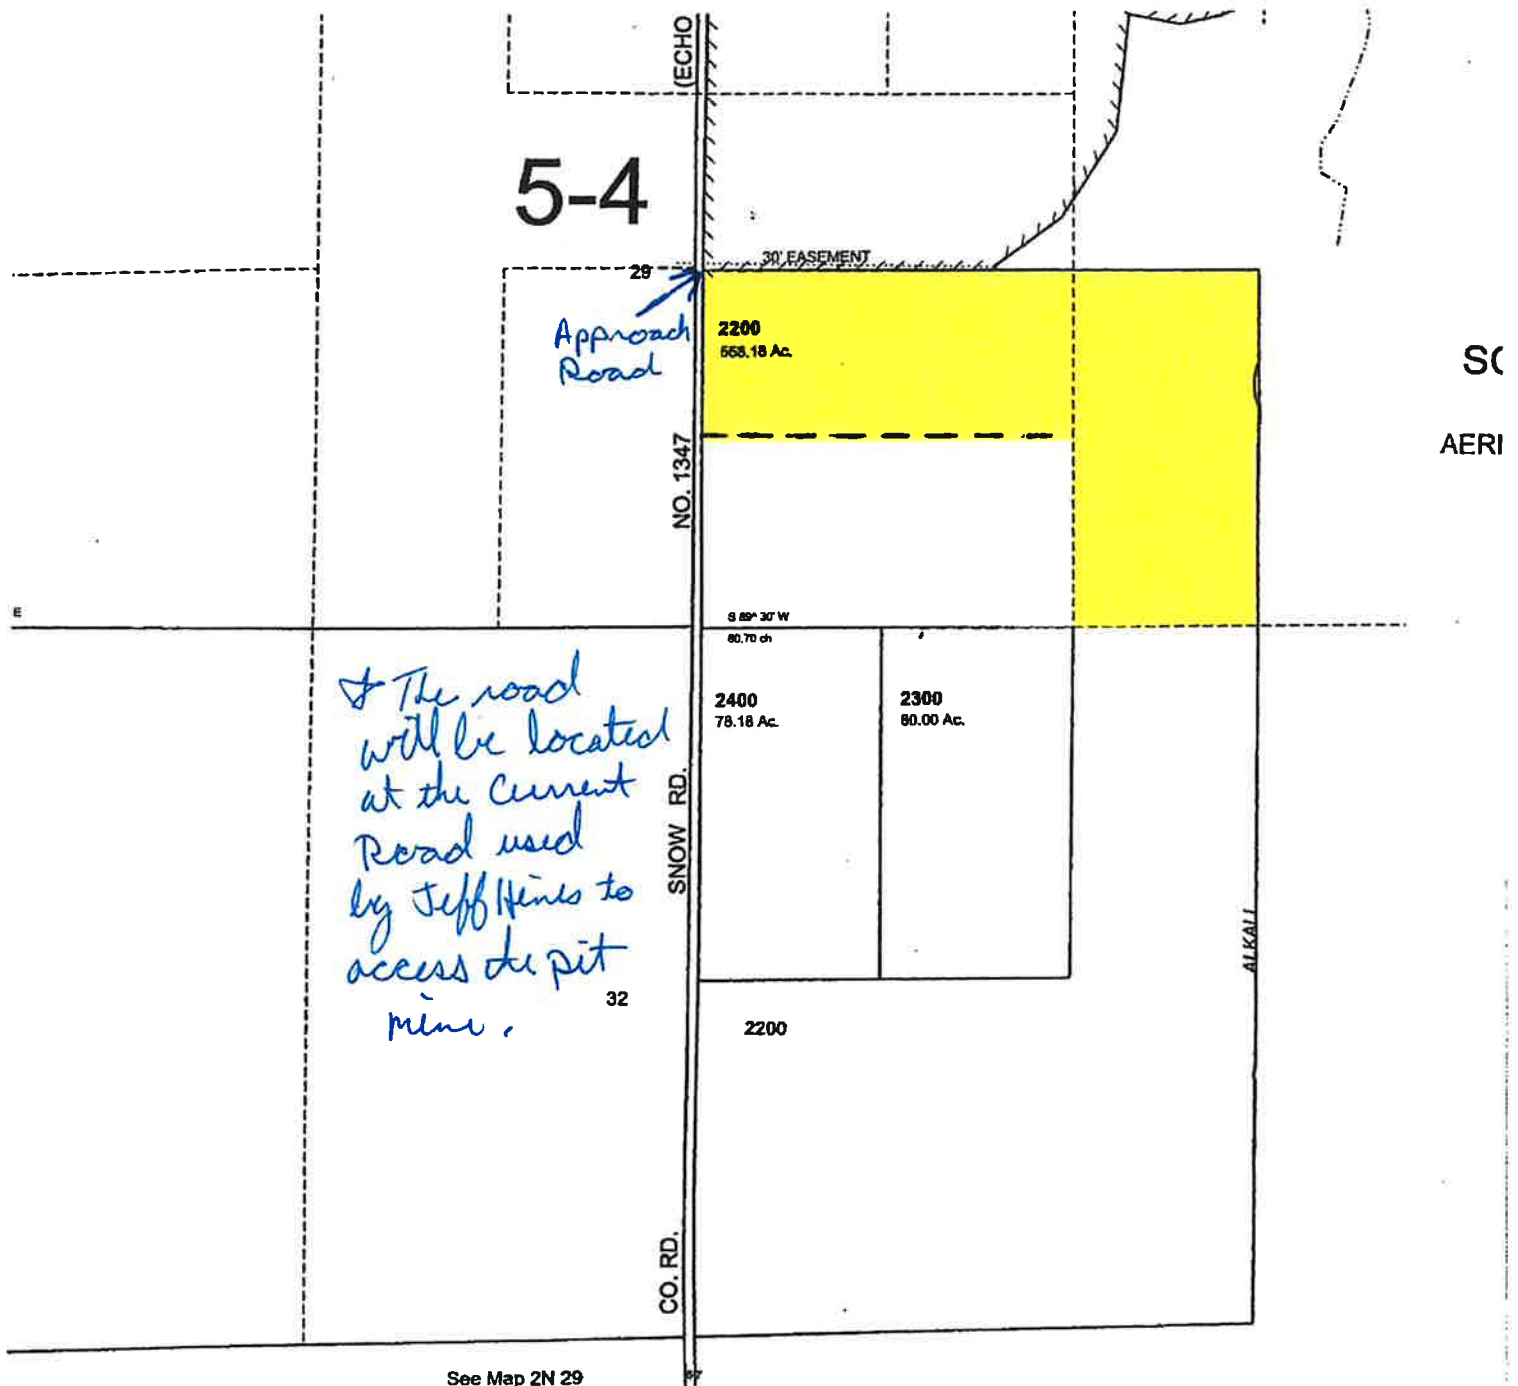 (ECHO
5-4
30' EASEMENT
29
Approach
Road
2200
558.18 Ac.
S(
AERI
NO. 1347
E
S 89^ 30' W
80.70 ch
* The road
will be located
at the Current
Road used
by Jeff Hines to
access the pit
mine.
2400
78.18 Ac.
2300
80.00 Ac.
SNOW RD.
ALKALI
32
2200
CO. RD.
See Map 2N 29